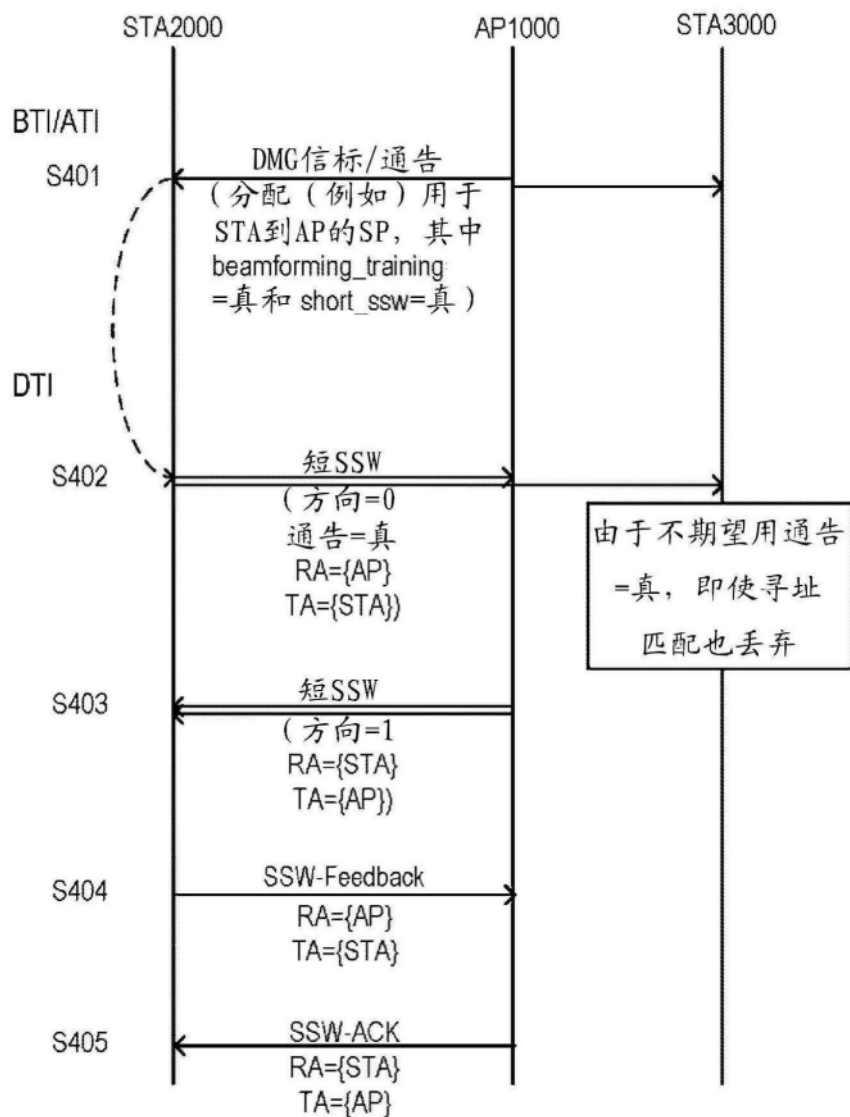 STA2000
AP1000
STA3000
BTI/ATI
S401
DMG信标/通告
(分配(例如)用于
STA到AP的SP, 其中
beamforming_training
=真和 short_ssw=真)
DTI
S402
短SSW
(方向=0
通告=真
RA={AP}
TA={STA})
由于不期望用通告
=真, 即使寻址
匹配也丢弃
S403
短SSW
(方向=1
RA={STA}
TA={AP})
S404
SSW-Feedback
RA={AP}
TA={STA}
S405
SSW-ACK
RA={STA}
TA={AP}